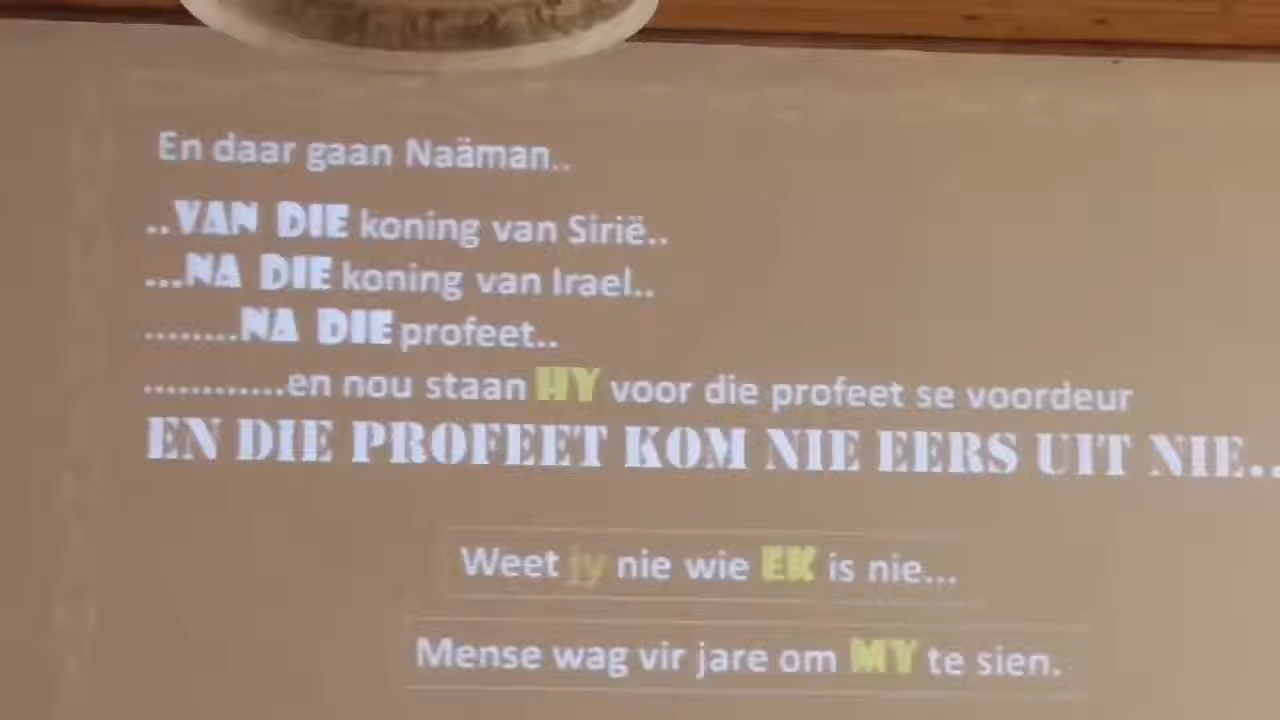 En daar gaan Naäman..
..VAN DIE koning van Sirië..
...NA DIE koning van Irael..
........NA DIE profeet..
............en nou staan HY voor die profeet se voordeur
EN DIE PROFEET KOM NIE EERS UIT NIE..
Weet jy nie wie EK is nie...
Mense wag vir jare om MY te sien.